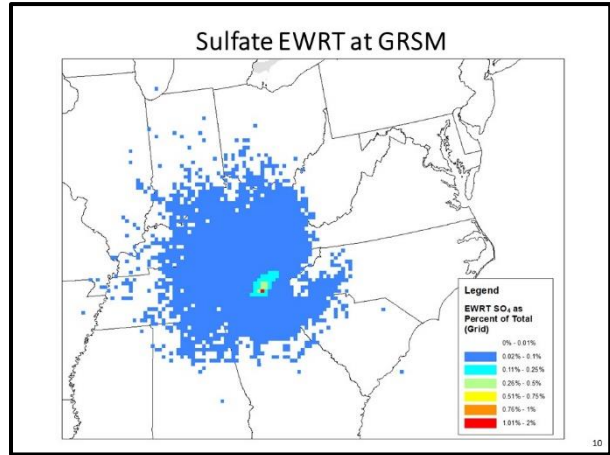 Sulfate EWRT at GRSM
Legend
EWRT SO₄ as
Percent of Total
(Grid)
0% - 0.01%
0.02% - 0.1%
0.11% - 0.25%
0.26% - 0.5%
0.51% - 0.75%
0.76% - 1%
1.01% - 2%
10